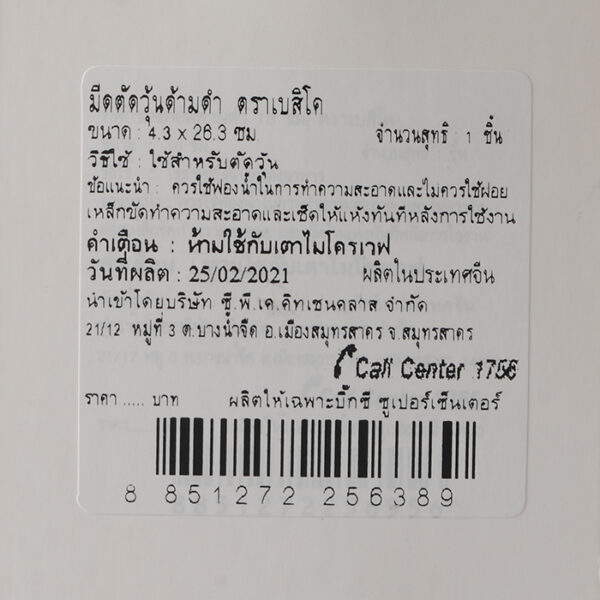 มีดตัดวุ้นด้ามดำ ตราเบสิโค
ขนาด : 4.3 x 26.3 ซม จำนวนสุทธิ : 1 ชิ้น
วิธีใช้ : ใช้สำหรับตัดวุ้น
ข้อแนะนำ : ควรใช้ฟองน้ำในการทำความสะอาดและไม่ควรใช้ฝอย
เหล็กขัดทำความสะอาดและเช็ดให้แห้งทันทีหลังการใช้งาน
คำเตือน : ห้ามใช้กับเตาไมโครเวฟ
วันที่ผลิต : 25/02/2021 ผลิตในประเทศจีน
นำเข้าโดยบริษัท ซี.พี.เค.คิทเชนคลาส จำกัด
21/12 หมู่ที่ 3 ต.บางน้ำจืด อ.เมืองสมุทรสาคร จ.สมุทรสาคร
Call Center 1756
ราคา ..... บาท ผลิตให้เฉพาะบิ๊กซี ซูเปอร์เซ็นเตอร์
8 851272 256389